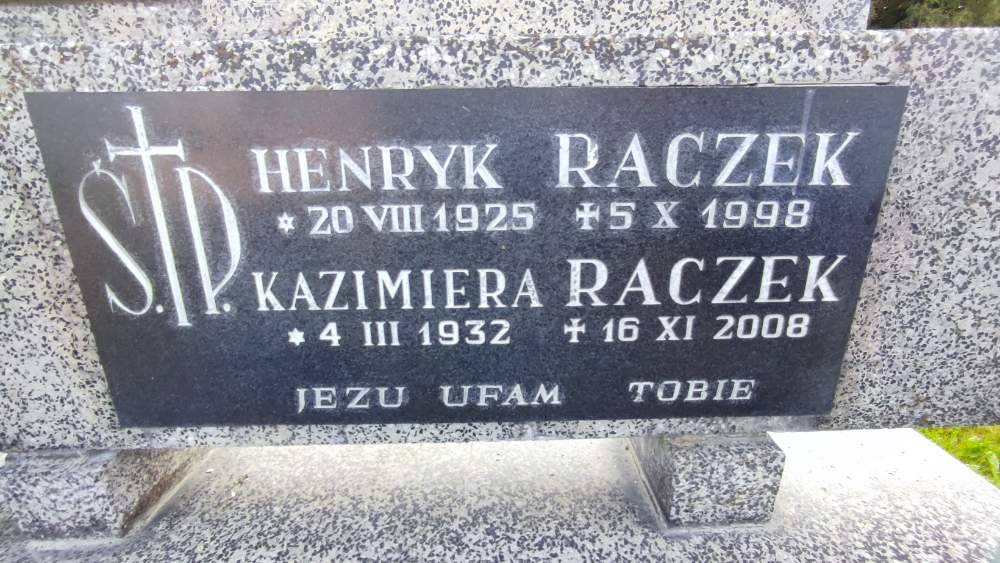 Ś.P.
HENRYK RACZEK
* 20 VIII 1925 ✝ 5 X 1998
KAZIMIERA RACZEK
* 4 III 1932 ✝ 16 XI 2008
JEZU UFAM TOBIE